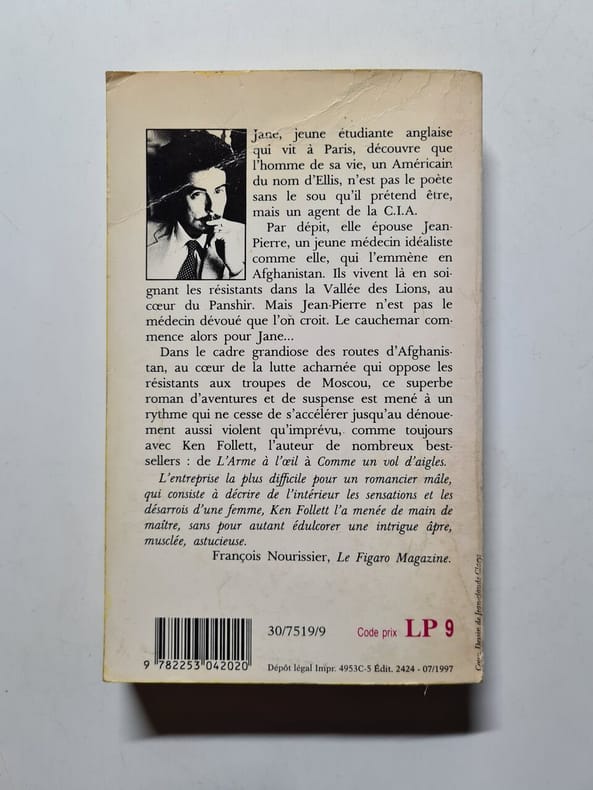 Jane, jeune étudiante anglaise
qui vit à Paris, découvre que
l'homme de sa vie, un Américain
du nom d'Ellis, n'est pas le poète
sans le sou qu'il prétend être,
mais un agent de la C.I.A.
Par dépit, elle épouse Jean-
Pierre, un jeune médecin idéaliste
comme elle, qui l'emmène en
Afghanistan. Ils vivent là en soi-
gnant les résistants dans la Vallée des Lions, au
cœur du Panshir. Mais Jean-Pierre n'est pas le
médecin dévoué que l'on croit. Le cauchemar com-
mence alors pour Jane...
Dans le cadre grandiose des routes d'Afghanis-
tan, au cœur de la lutte acharnée qui oppose les
résistants aux troupes de Moscou, ce superbe
roman d'aventures et de suspense est mené à un
rythme qui ne cesse de s'accélérer jusqu'au dénoue-
ment aussi violent qu'imprévu, comme toujours
avec Ken Follett, l'auteur de nombreux best-
sellers : de L'Arme à l'œil à Comme un vol d'aigles.
L'entreprise la plus difficile pour un romancier mâle,
qui consiste à décrire de l'intérieur les sensations et les
désarrois d'une femme, Ken Follett l'a menée de main de
maître, sans pour autant édulcorer une intrigue âpre,
musclée, astucieuse.
François Nourissier, Le Figaro Magazine.
30/7519/9
Code prix LP 9
9 782253 042020
Dépôt légal Impr. 4953C-5 Édit. 2424 - 07/1997
Dessin de Jean-Claude